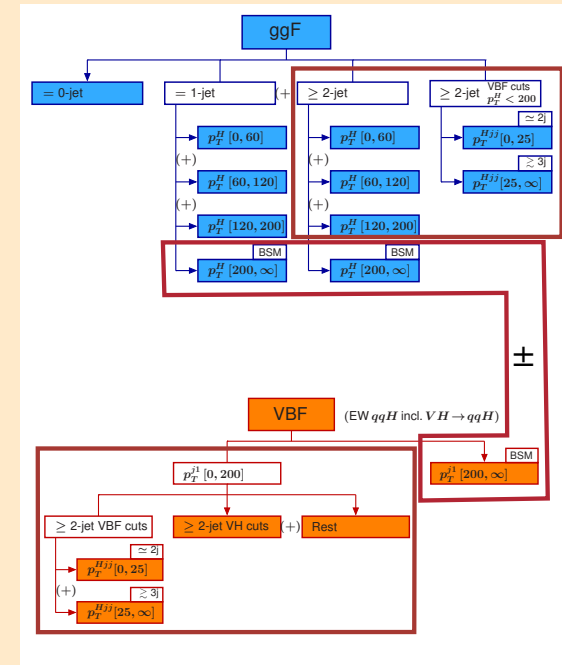 ggF
= 0-jet
= 1-jet
(+
≥ 2-jet
≥ 2-jet VBF cuts p_T^H < 200
p_T^H [0, 60]
(+)
p_T^H [60, 120]
(+)
p_T^H [120, 200]
BSM
p_T^H [200, ∞]
p_T^H [0, 60]
(+)
p_T^H [60, 120]
(+)
p_T^H [120, 200]
BSM
p_T^H [200, ∞]
≃ 2j
p_T^{Hjj} [0, 25]
≳ 3j
p_T^{Hjj} [25, ∞]
±
VBF
(EW qqH incl. VH → qqH)
p_T^{j1} [0, 200]
BSM
p_T^{j1} [200, ∞]
≥ 2-jet VBF cuts
≥ 2-jet VH cuts
(+)
Rest
≃ 2j
p_T^{Hjj} [0, 25]
(+)
≳ 3j
p_T^{Hjj} [25, ∞]